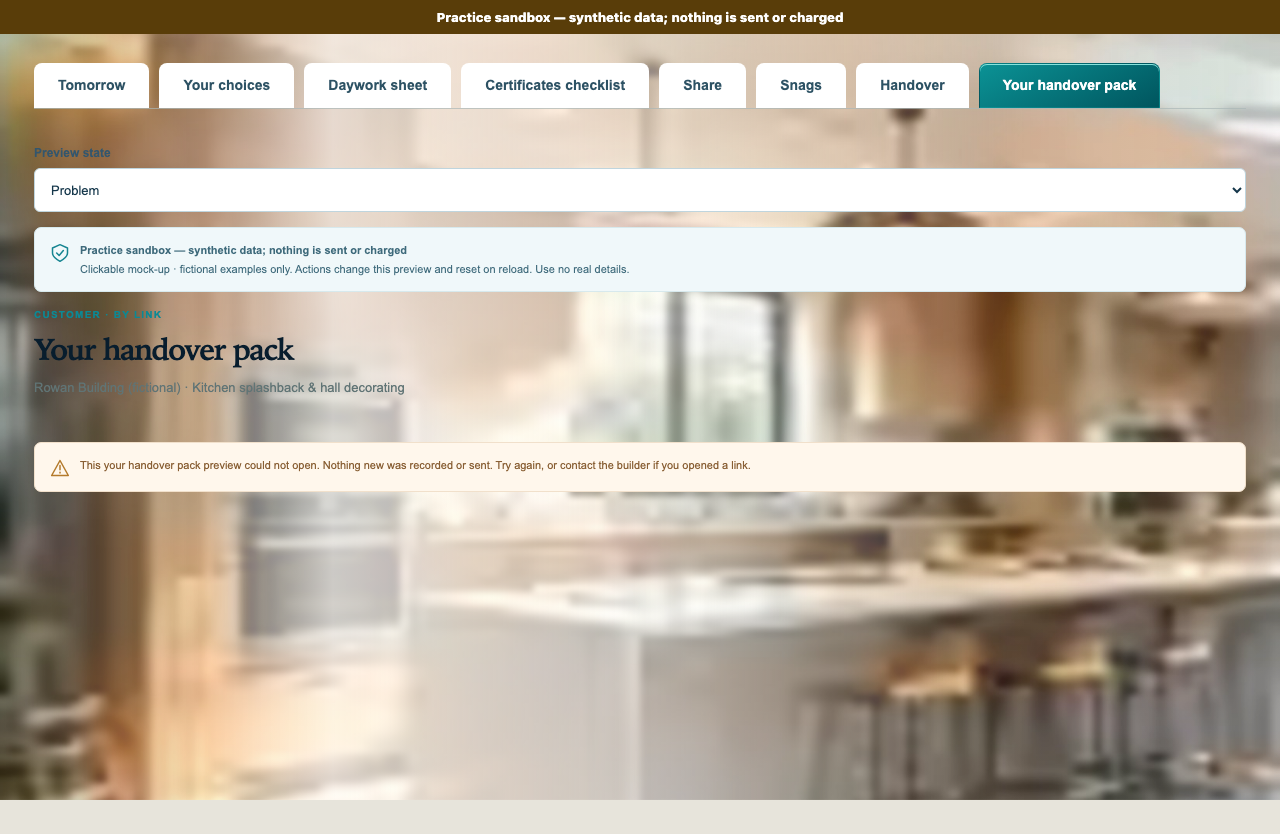 Practice sandbox — synthetic data; nothing is sent or charged
Tomorrow
Your choices
Daywork sheet
Certificates checklist
Share
Snags
Handover
Your handover pack
Preview state
Problem
Practice sandbox — synthetic data; nothing is sent or charged
Clickable mock-up · fictional examples only. Actions change this preview and reset on reload. Use no real details.
CUSTOMER · BY LINK
Your handover pack
Rowan Building (fictional) · Kitchen splashback & hall decorating
This your handover pack preview could not open. Nothing new was recorded or sent. Try again, or contact the builder if you opened a link.